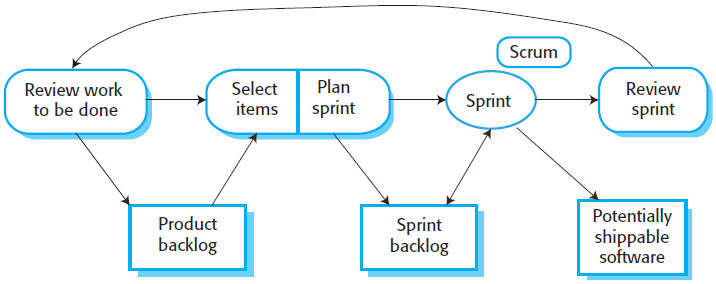 Scrum
Review work
to be done
Select
items
Plan
sprint
Sprint
Review
sprint
Product
backlog
Sprint
backlog
Potentially
shippable
software